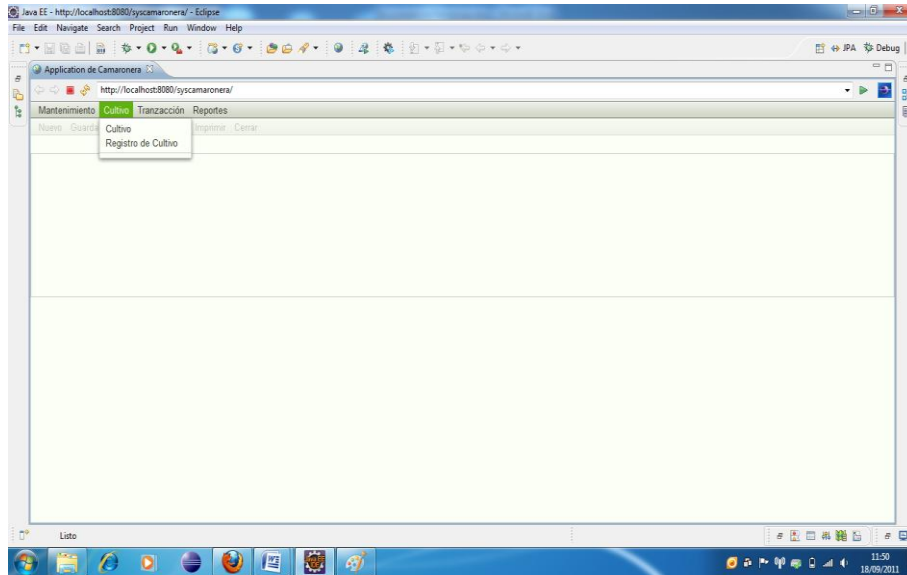 Java EE - http://localhost:8080/syscamaronera/ - Eclipse
File Edit Navigate Search Project Run Window Help
JPA Debug
Application de Camaronera
http://localhost:8080/syscamaronera/
Mantenimiento Cultivo Tranzacción Reportes
Nuevo Guarda Imprimir Cerrar
Cultivo
Registro de Cultivo
Listo
11:50
18/09/2011